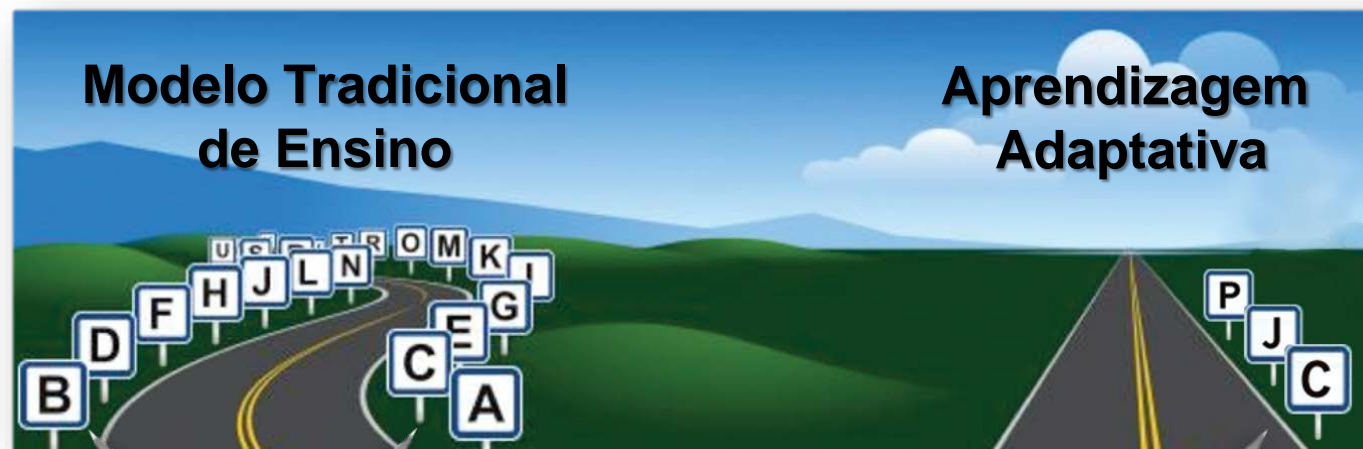 Modelo Tradicional
de Ensino
Aprendizagem
Adaptativa
U
R
O
M
K
N
L
J
H
F
D
B
G
E
C
A
P
J
C